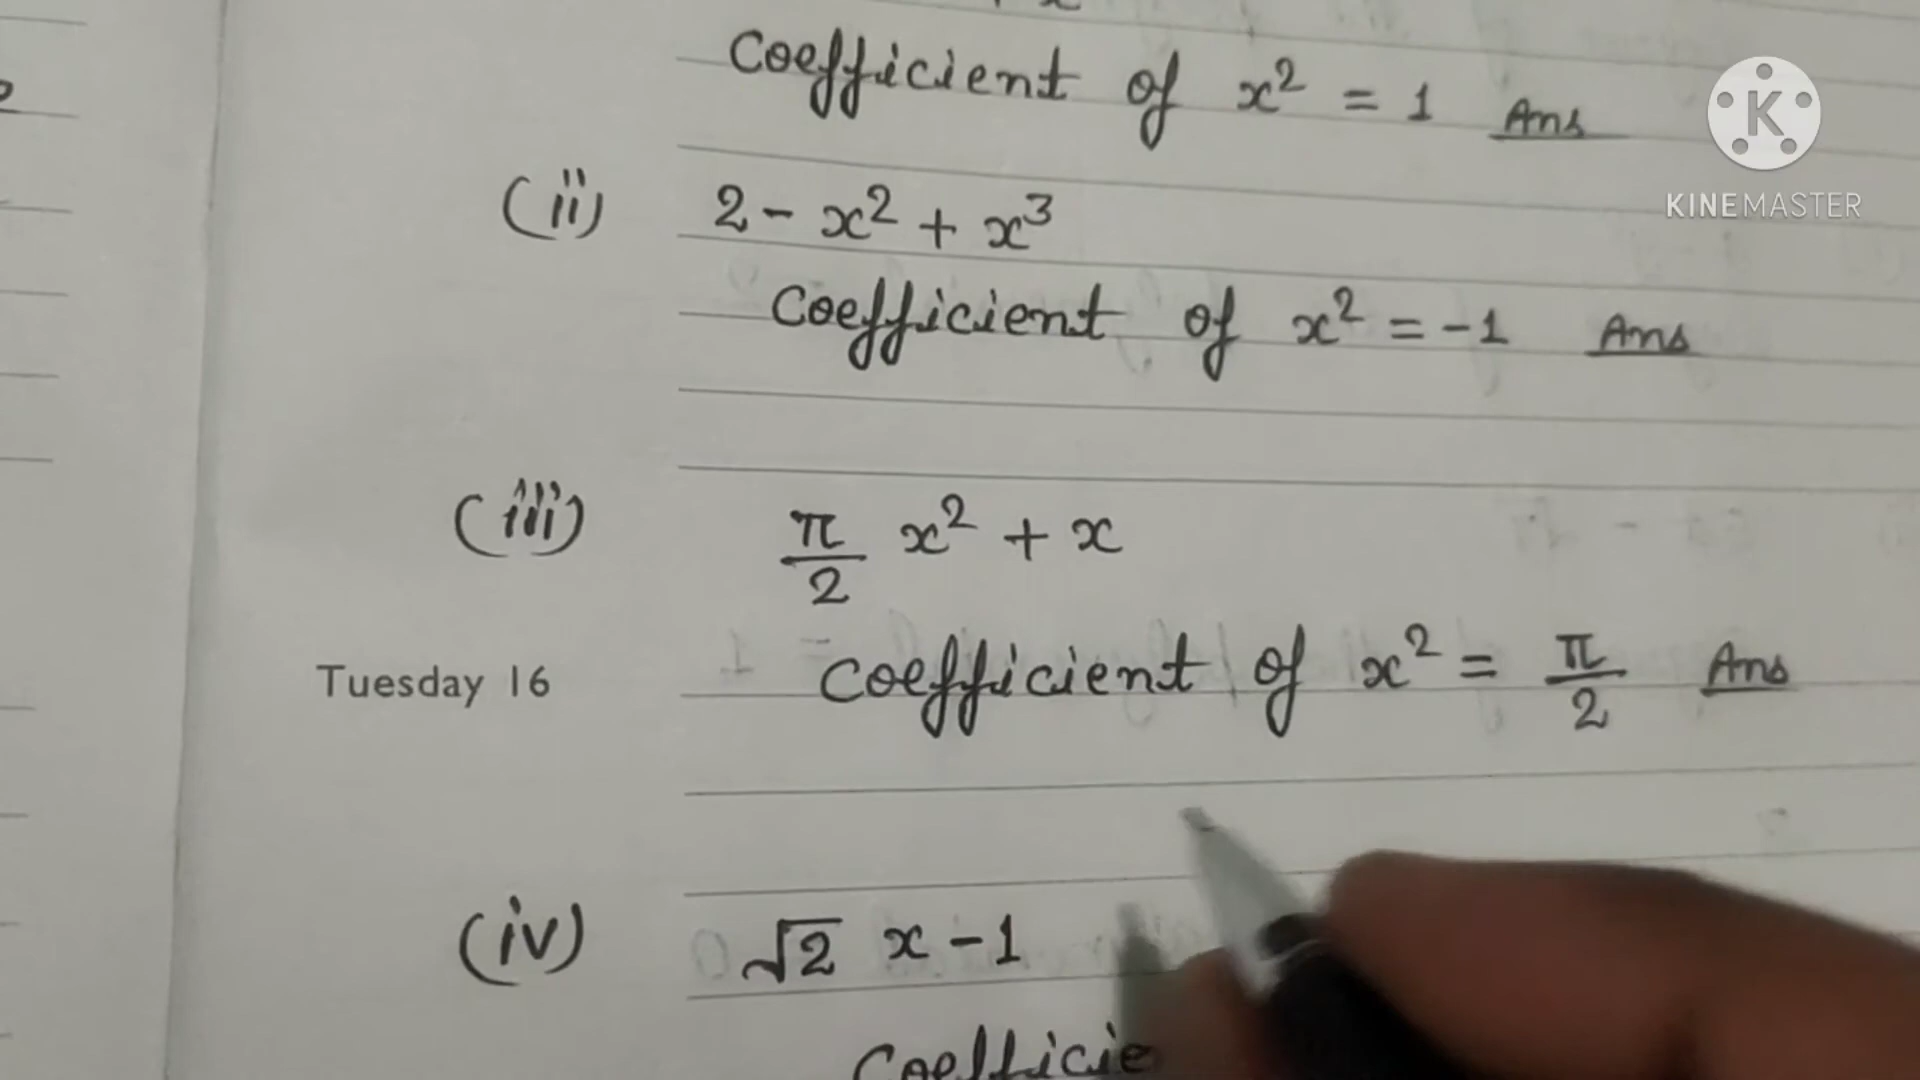 Coefficient of x² = 1 Ans
K
KINEMASTER
(ii) 2 - x² + x³
Coefficient of x² = -1 Ans
(iii) π/2 x² + x
Tuesday 16
Coefficient of x² = π/2 Ans
(iv) √2 x - 1